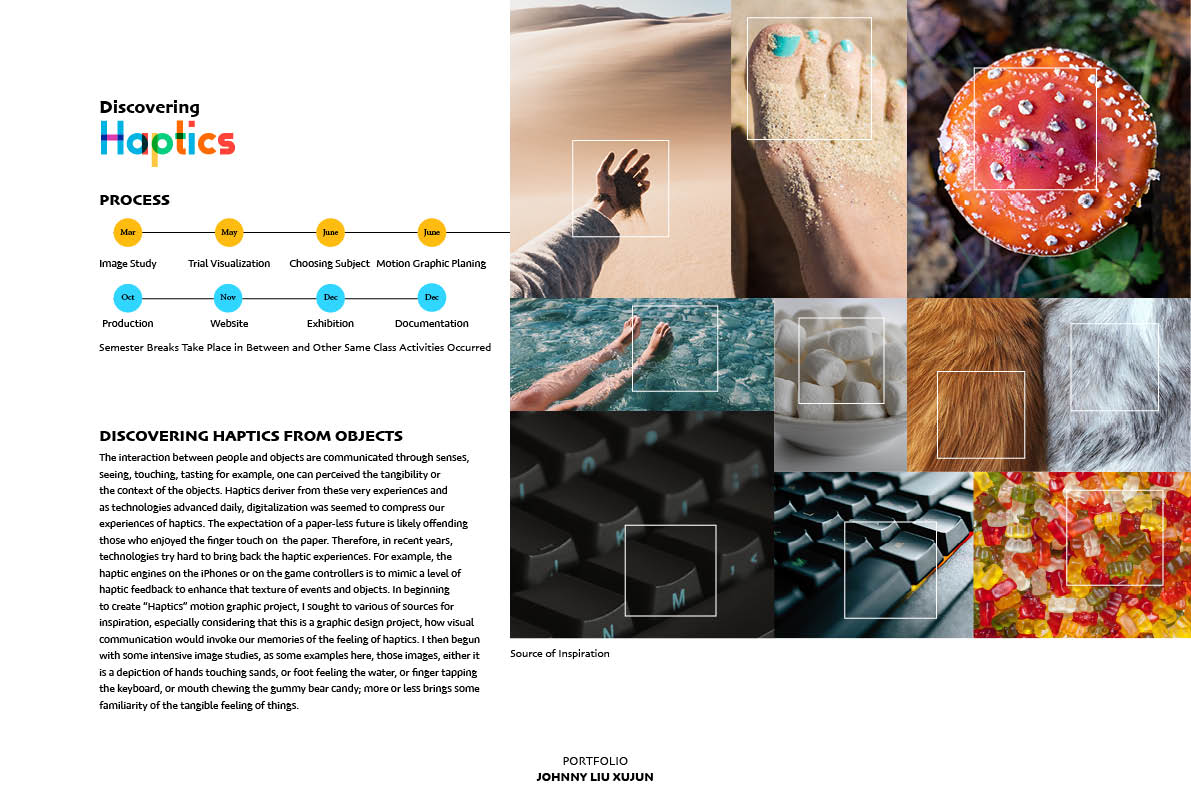 Discovering
Haptics
PROCESS
Mar May June June
Image Study Trial Visualization Choosing Subject Motion Graphic Planing
Oct Nov Dec Dec
Production Website Exhibition Documentation
Semester Breaks Take Place in Between and Other Same Class Activities Occurred
DISCOVERING HAPTICS FROM OBJECTS
The interaction between people and objects are communicated through senses,
seeing, touching, tasting for example, one can perceived the tangibility or
the context of the objects. Haptics deriver from these very experiences and
as technologies advanced daily, digitalization was seemed to compress our
experiences of haptics. The expectation of a paper-less future is likely offending
those who enjoyed the finger touch on the paper. Therefore, in recent years,
technologies try hard to bring back the haptic experiences. For example, the
haptic engines on the iPhones or on the game controllers is to mimic a level of
haptic feedback to enhance that texture of events and objects. In beginning
to create “Haptics” motion graphic project, I sought to various of sources for
inspiration, especially considering that this is a graphic design project, how visual
communication would invoke our memories of the feeling of haptics. I then begun
with some intensive image studies, as some examples here, those images, either it
is a depiction of hands touching sands, or foot feeling the water, or finger tapping
the keyboard, or mouth chewing the gummy bear candy; more or less brings some
familiarity of the tangible feeling of things.
O
K
M
N
Source of Inspiration
PORTFOLIO
JOHNNY LIU XUJUN